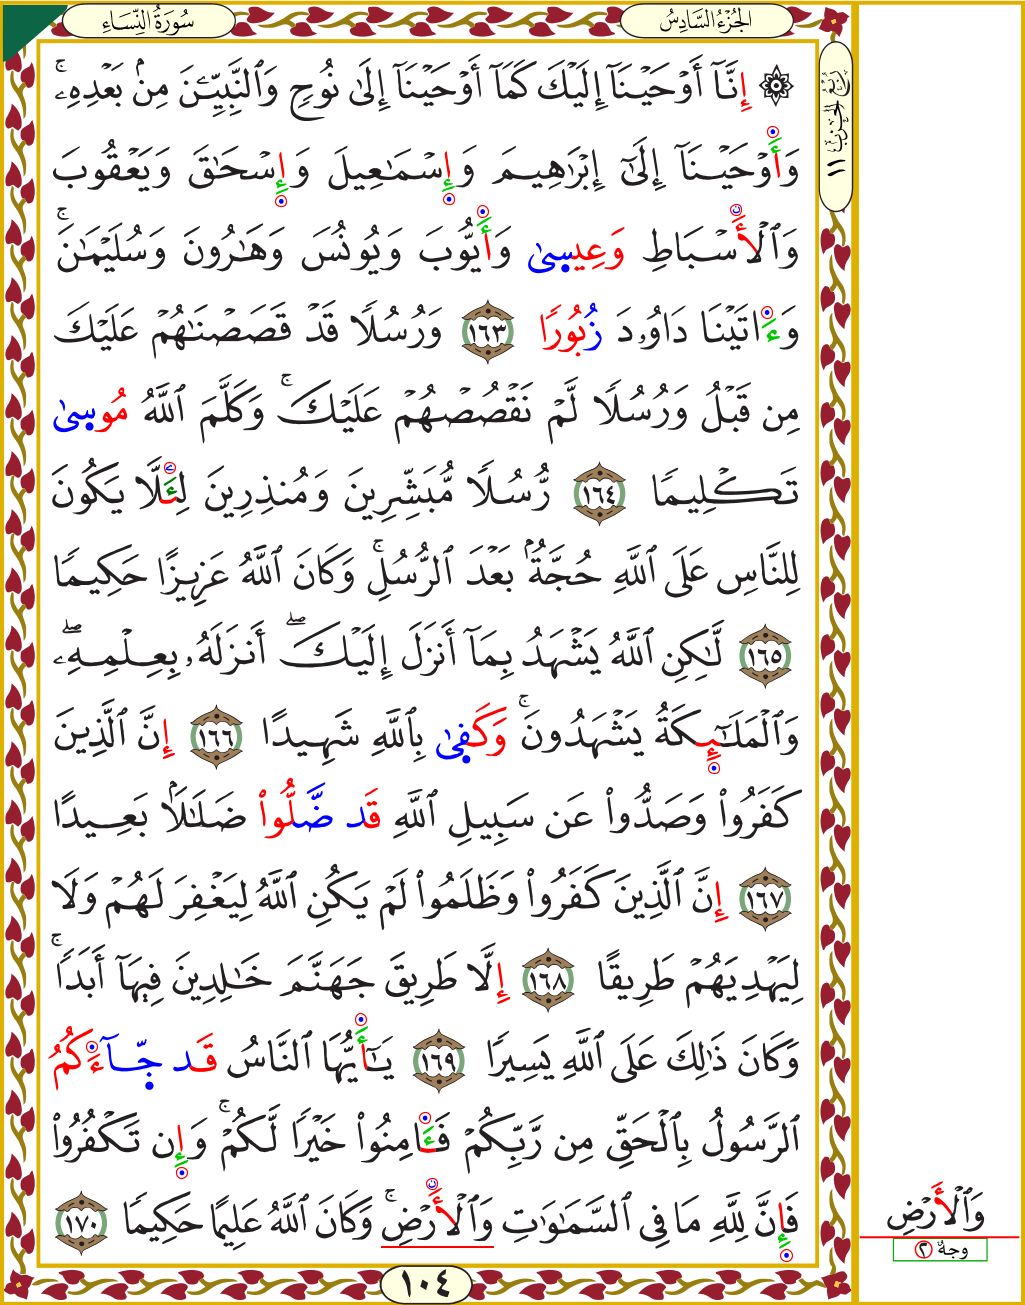 سُورَةُ النِّسَاءِ
الجُزْءُ السَّادِسُ
رُبْعُ الحِزْبِ ١١
۞ إِنَّآ أَوْحَيْنَآ إِلَيْكَ كَمَآ أَوْحَيْنَآ إِلَىٰ نُوحٍ وَٱلنَّبِيِّـۧنَ مِنۢ بَعْدِهِۦۚ
وَأَوْحَيْنَآ إِلَىٰٓ إِبْرَٰهِيمَ وَإِسْمَٰعِيلَ وَإِسْحَٰقَ وَيَعْقُوبَ
وَٱلْأَسْبَاطِ وَعِيسىٰ وَأَيُّوبَ وَيُونُسَ وَهَٰرُونَ وَسُلَيْمَٰنَۚ
وَءَاتَيْنَا دَاوُۥدَ زُبُورًا ١٦٣ وَرُسُلًا قَدْ قَصَصْنَٰهُمْ عَلَيْكَ
مِن قَبْلُ وَرُسُلًا لَّمْ نَقْصُصْهُمْ عَلَيْكَۚ وَكَلَّمَ ٱللَّهُ مُوسىٰ
تَكْلِيمًا ١٦٤ رُّسُلًا مُّبَشِّرِينَ وَمُنذِرِينَ لِئَلَّا يَكُونَ
لِلنَّاسِ عَلَى ٱللَّهِ حُجَّةٌۢ بَعْدَ ٱلرُّسُلِۚ وَكَانَ ٱللَّهُ عَزِيزًا حَكِيمًا
١٦٥ لَّٰكِنِ ٱللَّهُ يَشْهَدُ بِمَآ أَنزَلَ إِلَيْكَۖ أَنزَلَهُۥ بِعِلْمِهِۦۖ
وَٱلْمَلَٰٓئِكَةُ يَشْهَدُونَۚ وَكَفىٰ بِٱللَّهِ شَهِيدًا ١٦٦ إِنَّ ٱلَّذِينَ
كَفَرُوا۟ وَصَدُّوا۟ عَن سَبِيلِ ٱللَّهِ قَد ضَّلُّوا۟ ضَلَٰلًۢا بَعِيدًا
١٦٧ إِنَّ ٱلَّذِينَ كَفَرُوا۟ وَظَلَمُوا۟ لَمْ يَكُنِ ٱللَّهُ لِيَغْفِرَ لَهُمْ وَلَا
لِيَهْدِيَهُمْ طَرِيقًا ١٦٨ إِلَّا طَرِيقَ جَهَنَّمَ خَٰلِدِينَ فِيهَآ أَبَدًاۚ
وَكَانَ ذَٰلِكَ عَلَى ٱللَّهِ يَسِيرًا ١٦٩ يَٰٓأَيُّهَا ٱلنَّاسُ قَد جَّآءَكُمُ
ٱلرَّسُولُ بِٱلْحَقِّ مِن رَّبِّكُمْ فَـَٔامِنُوا۟ خَيْرًا لَّكُمْۚ وَإِن تَكْفُرُوا۟
فَإِنَّ لِلَّهِ مَا فِى ٱلسَّمَٰوَٰتِ وَٱلْأَرْضِۚ وَكَانَ ٱللَّهُ عَلِيمًا حَكِيمًا ١٧٠
وَٱلْأَرْضِ
وجهٌ ٢
١٠٤